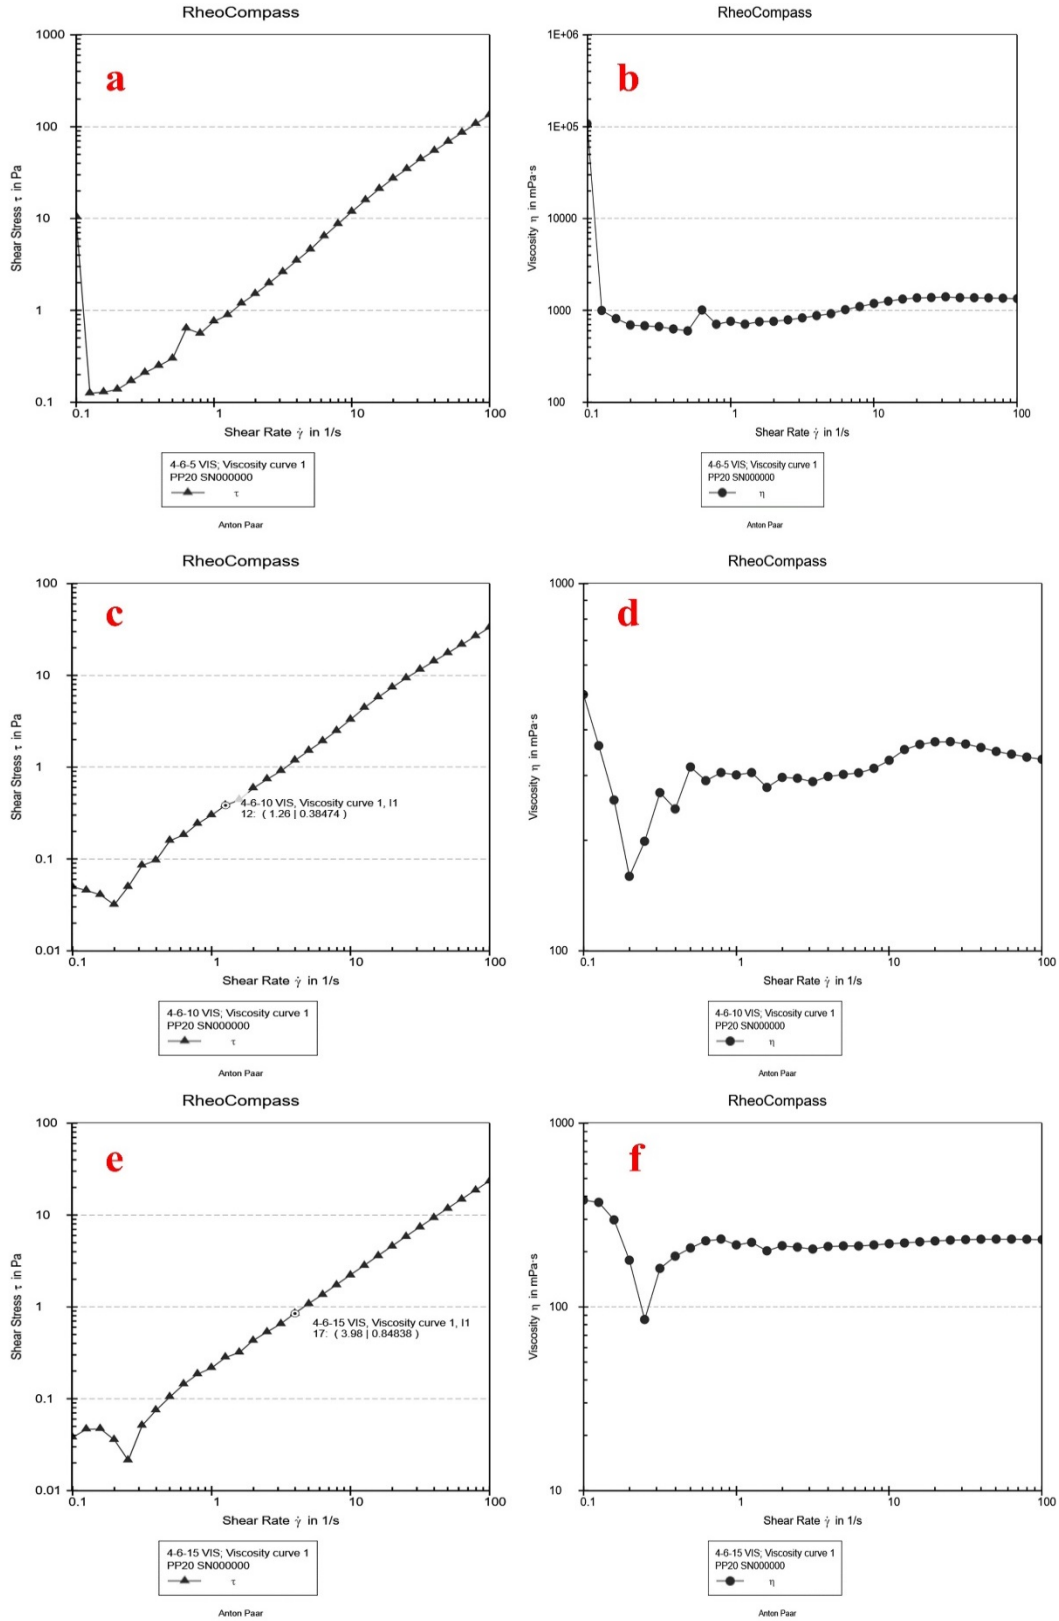 RheoCompass
a
1000
100
10
1
0.1
Shear Stress τ in Pa
0.1 1 10 100
Shear Rate γ̇ in 1/s
4-6-5 VIS; Viscosity curve 1
PP20 SN000000
τ
Anton Paar
RheoCompass
b
1E+06
1E+05
10000
1000
100
Viscosity η in mPa·s
0.1 1 10 100
Shear Rate γ̇ in 1/s
4-6-5 VIS; Viscosity curve 1
PP20 SN000000
η
Anton Paar
RheoCompass
c
100
10
1
0.1
0.01
Shear Stress τ in Pa
4-6-10 VIS, Viscosity curve 1, I1
12: ( 1.26 | 0.38474 )
0.1 1 10 100
Shear Rate γ̇ in 1/s
4-6-10 VIS; Viscosity curve 1
PP20 SN000000
τ
Anton Paar
RheoCompass
d
1000
100
Viscosity η in mPa·s
0.1 1 10 100
Shear Rate γ̇ in 1/s
4-6-10 VIS; Viscosity curve 1
PP20 SN000000
η
Anton Paar
RheoCompass
e
100
10
1
0.1
0.01
Shear Stress τ in Pa
4-6-15 VIS, Viscosity curve 1, I1
17: ( 3.98 | 0.84838 )
0.1 1 10 100
Shear Rate γ̇ in 1/s
4-6-15 VIS; Viscosity curve 1
PP20 SN000000
τ
Anton Paar
RheoCompass
f
1000
100
10
Viscosity η in mPa·s
0.1 1 10 100
Shear Rate γ̇ in 1/s
4-6-15 VIS; Viscosity curve 1
PP20 SN000000
η
Anton Paar